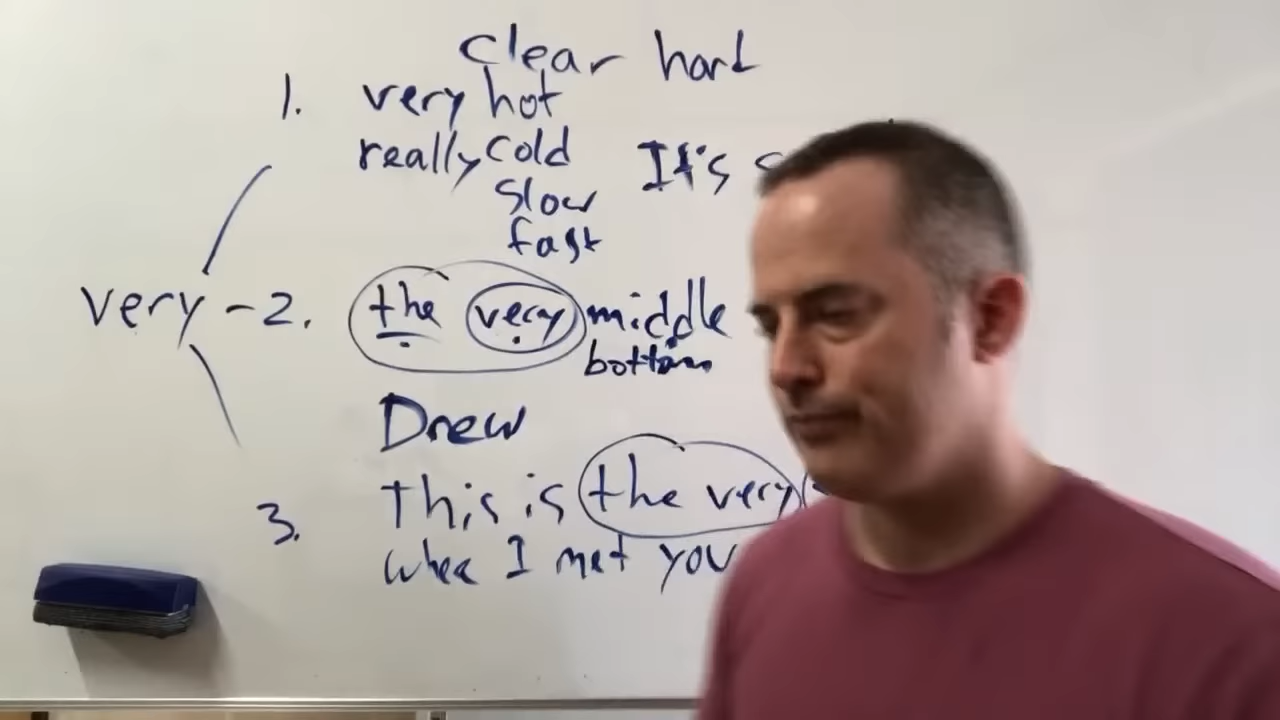 clear hard
1. very hot
really cold It's
slow
fast
very - 2. the very middle
bottom
Drew
3. This is the very
when I met you